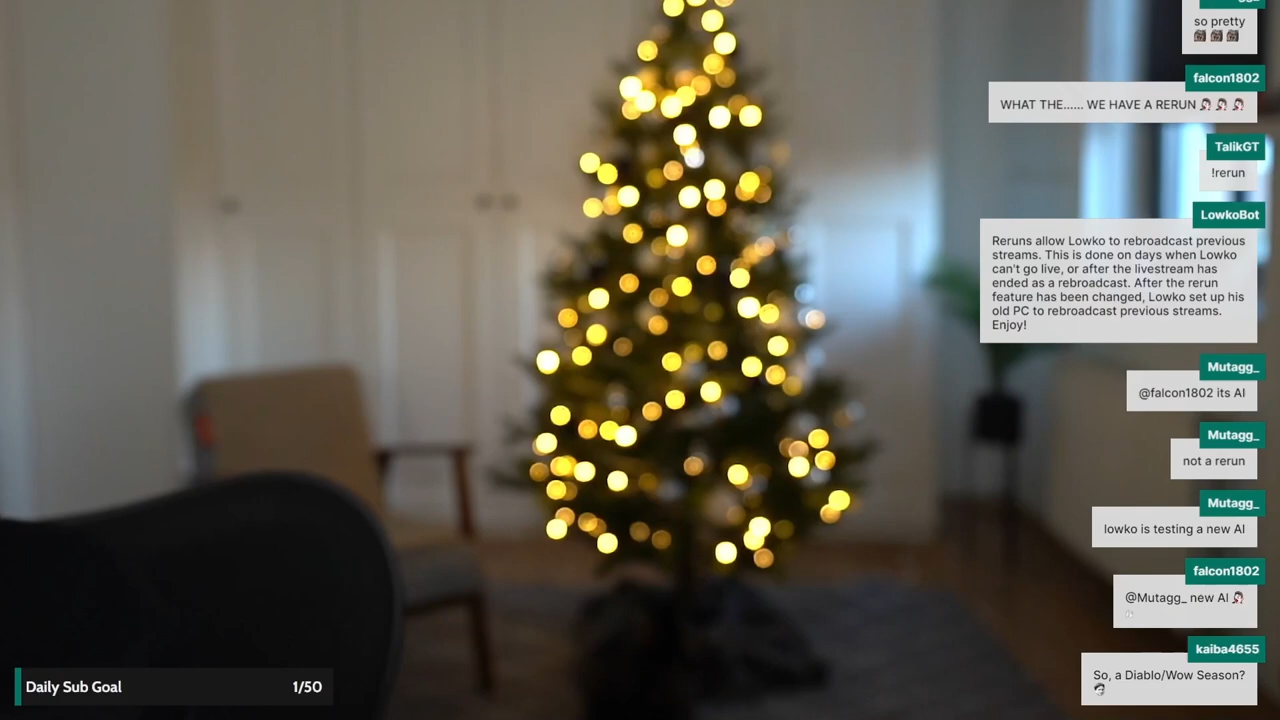 so pretty
falcon1802
WHAT THE...... WE HAVE A RERUN
TalikGT
!rerun
LowkoBot
Reruns allow Lowko to rebroadcast previous
streams. This is done on days when Lowko
can't go live, or after the livestream has
ended as a rebroadcast. After the rerun
feature has been changed, Lowko set up his
old PC to rebroadcast previous streams.
Enjoy!
Mutagg_
@falcon1802 its AI
Mutagg_
not a rerun
Mutagg_
lowko is testing a new AI
falcon1802
@Mutagg_ new AI
kaiba4655
So, a Diablo/Wow Season?
Daily Sub Goal 1/50